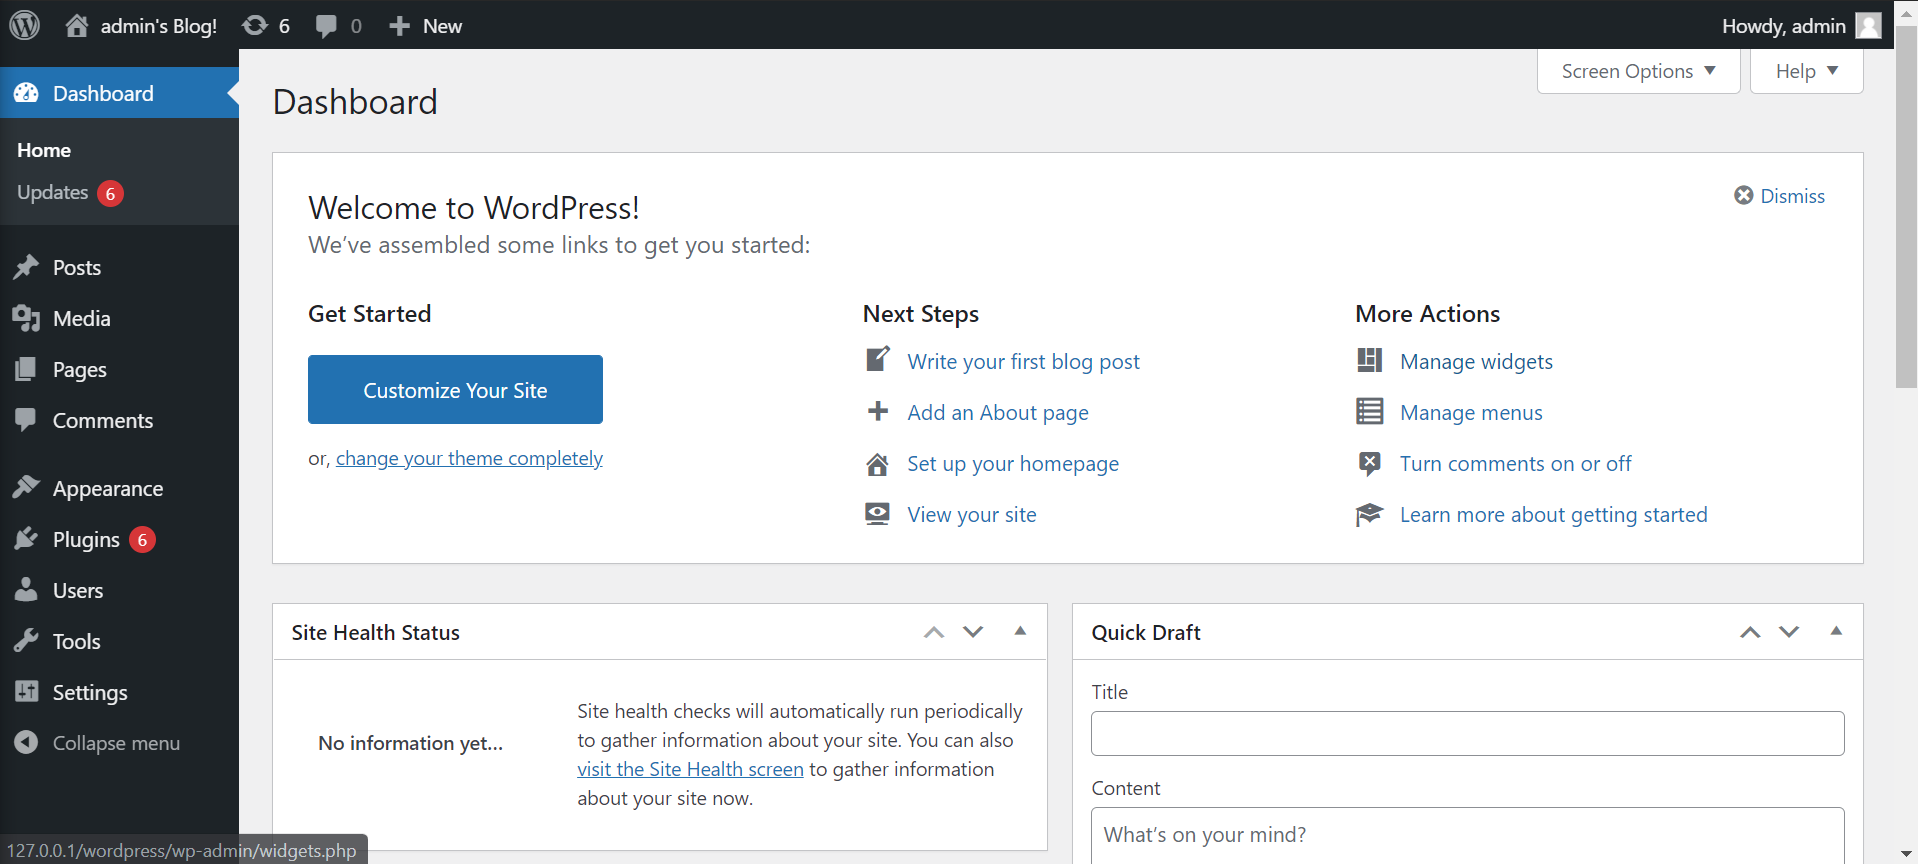 admin's Blog! 6 0 New Howdy, admin
Screen Options Help
Dashboard
Home
Updates 6
Posts
Media
Pages
Comments
Appearance
Plugins 6
Users
Tools
Settings
Collapse menu
Dashboard
Welcome to WordPress!
We’ve assembled some links to get you started:
Dismiss
Get Started
Customize Your Site
or, change your theme completely
Next Steps
Write your first blog post
Add an About page
Set up your homepage
View your site
More Actions
Manage widgets
Manage menus
Turn comments on or off
Learn more about getting started
Site Health Status
No information yet...
Site health checks will automatically run periodically
to gather information about your site. You can also
visit the Site Health screen to gather information
about your site now.
Quick Draft
Title
Content
What’s on your mind?
127.0.0.1/wordpress/wp-admin/widgets.php